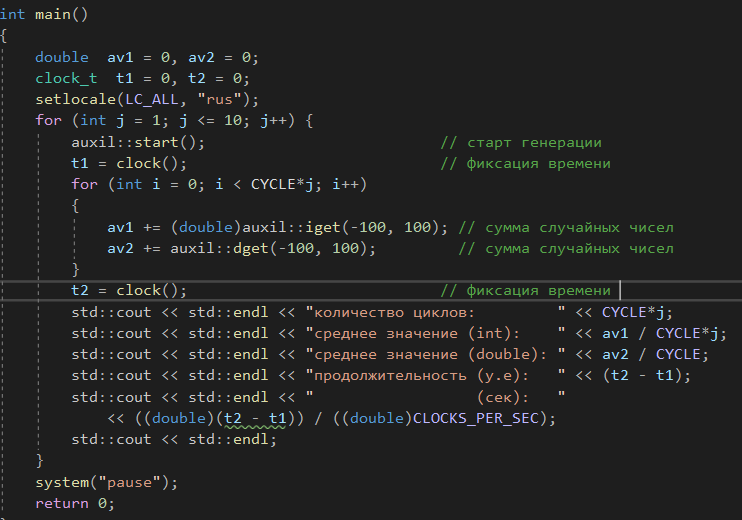 int main()
{
double  av1 = 0, av2 = 0;
clock_t  t1 = 0, t2 = 0;
setlocale(LC_ALL, "rus");
for (int j = 1; j <= 10; j++) {
auxil::start();                          // старт генерации
t1 = clock();                            // фиксация времени
for (int i = 0; i < CYCLE*j; i++)
{
av1 += (double)auxil::iget(-100, 100); // сумма случайных чисел
av2 += auxil::dget(-100, 100);         // сумма случайных чисел
}
t2 = clock();                            // фиксация времени
std::cout << std::endl << "количество циклов:         " << CYCLE*j;
std::cout << std::endl << "среднее значение (int):    " << av1 / CYCLE*j;
std::cout << std::endl << "среднее значение (double): " << av2 / CYCLE;
std::cout << std::endl << "продолжительность (у.е):   " << (t2 - t1);
std::cout << std::endl << "                  (сек):   "
<< ((double)(t2 - t1)) / ((double)CLOCKS_PER_SEC);
std::cout << std::endl;
}
system("pause");
return 0;